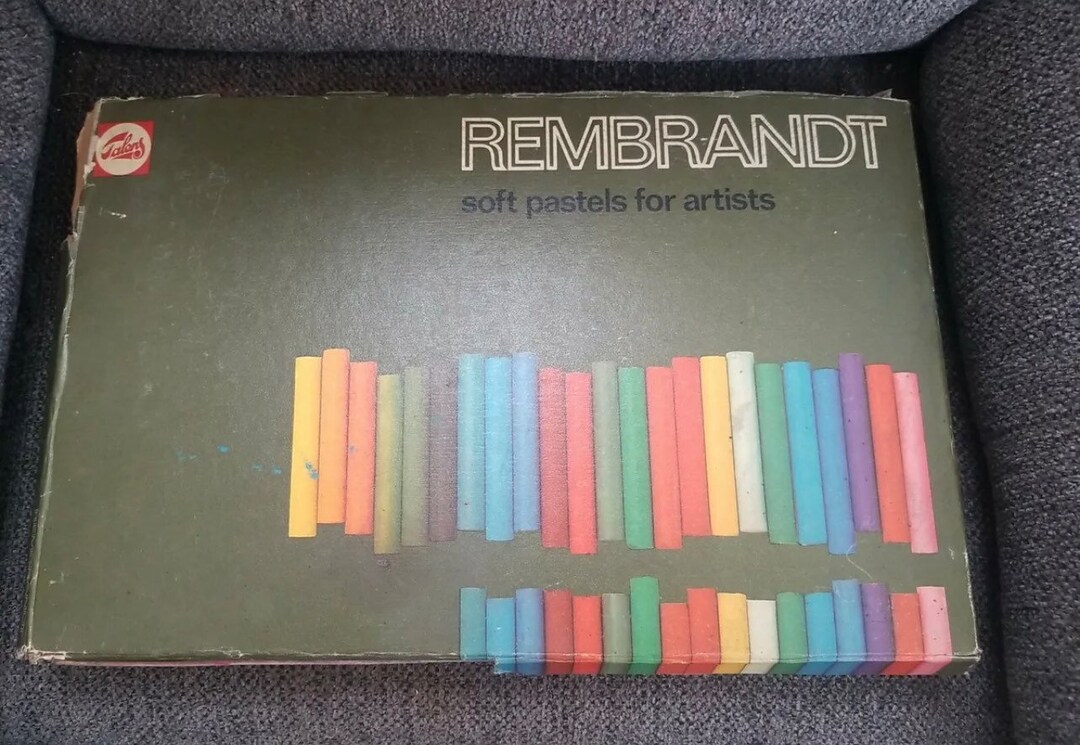 Talens
REMBRANDT
soft pastels for artists